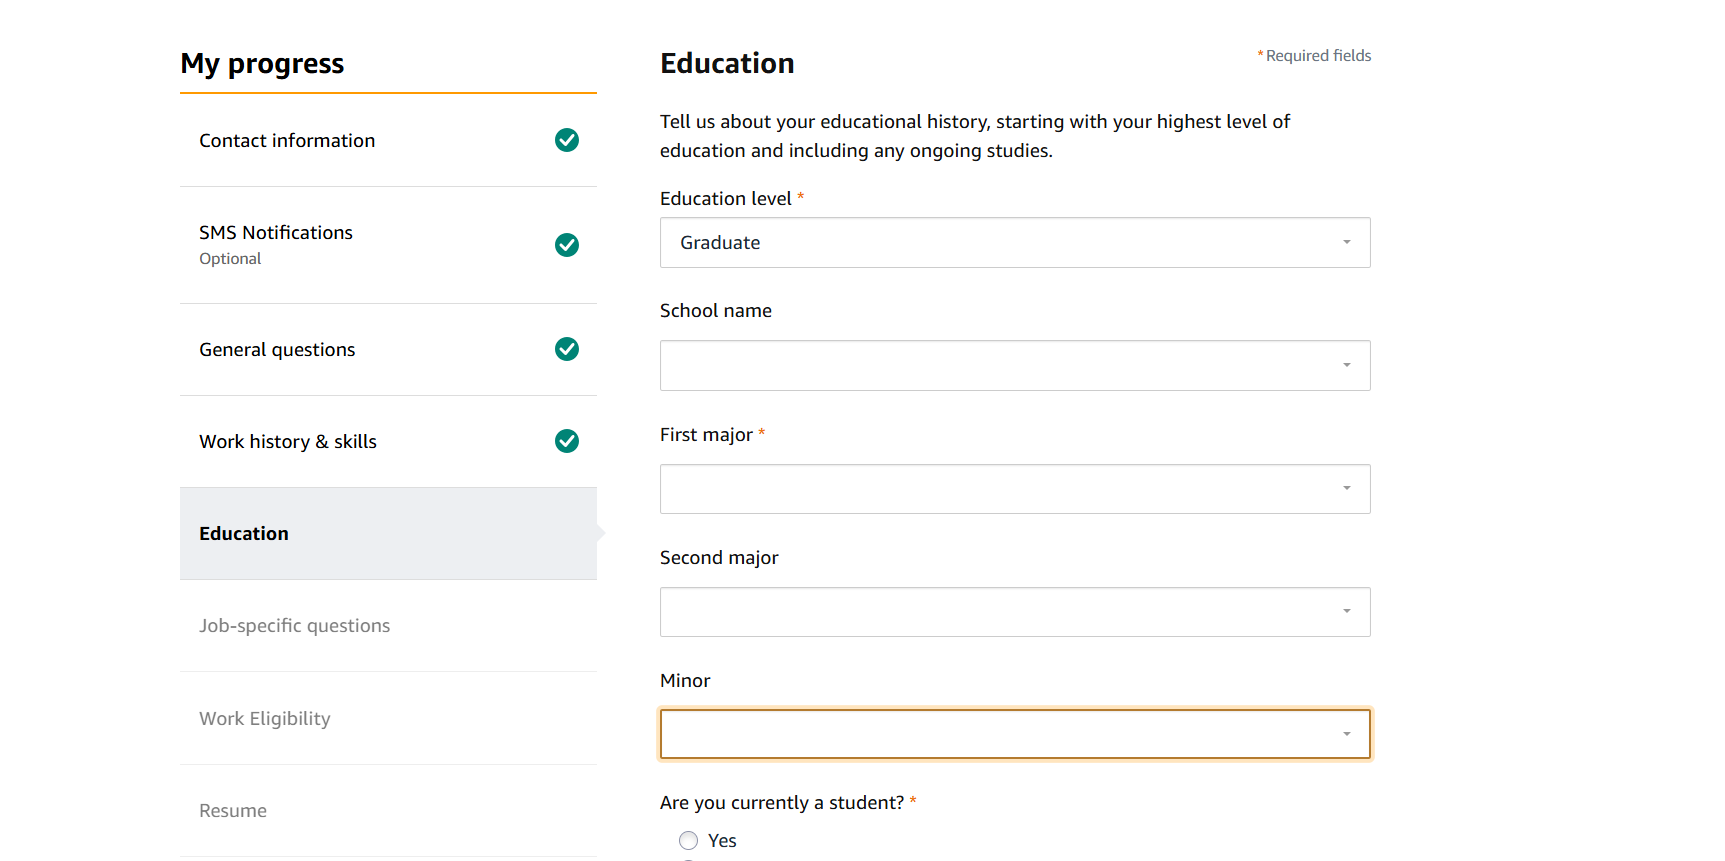 My progress
Contact information
SMS Notifications
Optional
General questions
Work history & skills
Education
Job-specific questions
Work Eligibility
Resume
Education
* Required fields
Tell us about your educational history, starting with your highest level of
education and including any ongoing studies.
Education level *
Graduate
School name
First major *
Second major
Minor
Are you currently a student? *
Yes